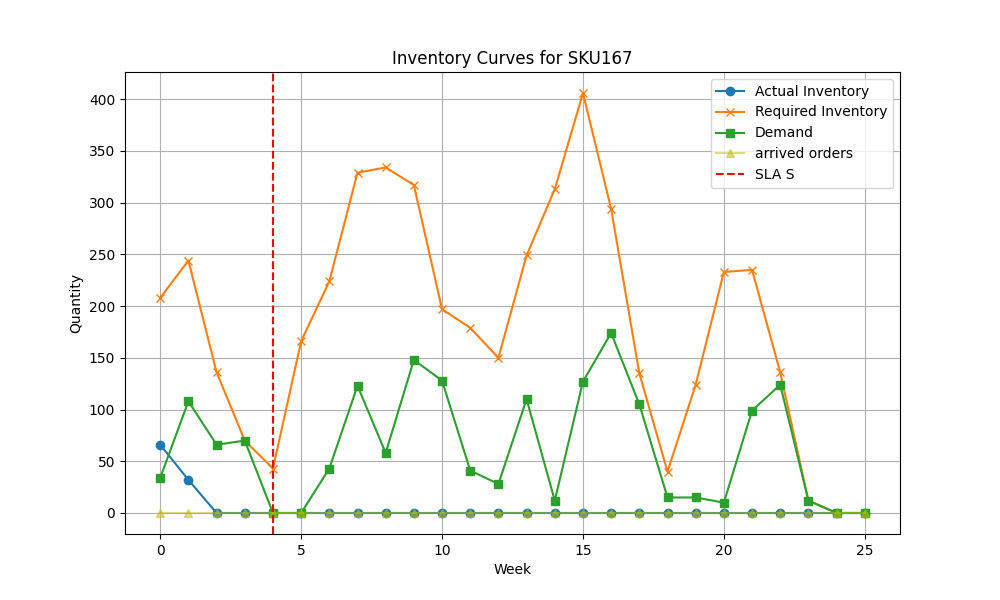 Inventory Curves for SKU167
Actual Inventory
Required Inventory
Demand
arrived orders
SLA S
Quantity
400
350
300
250
200
150
100
50
0
0 5 10 15 20 25
Week